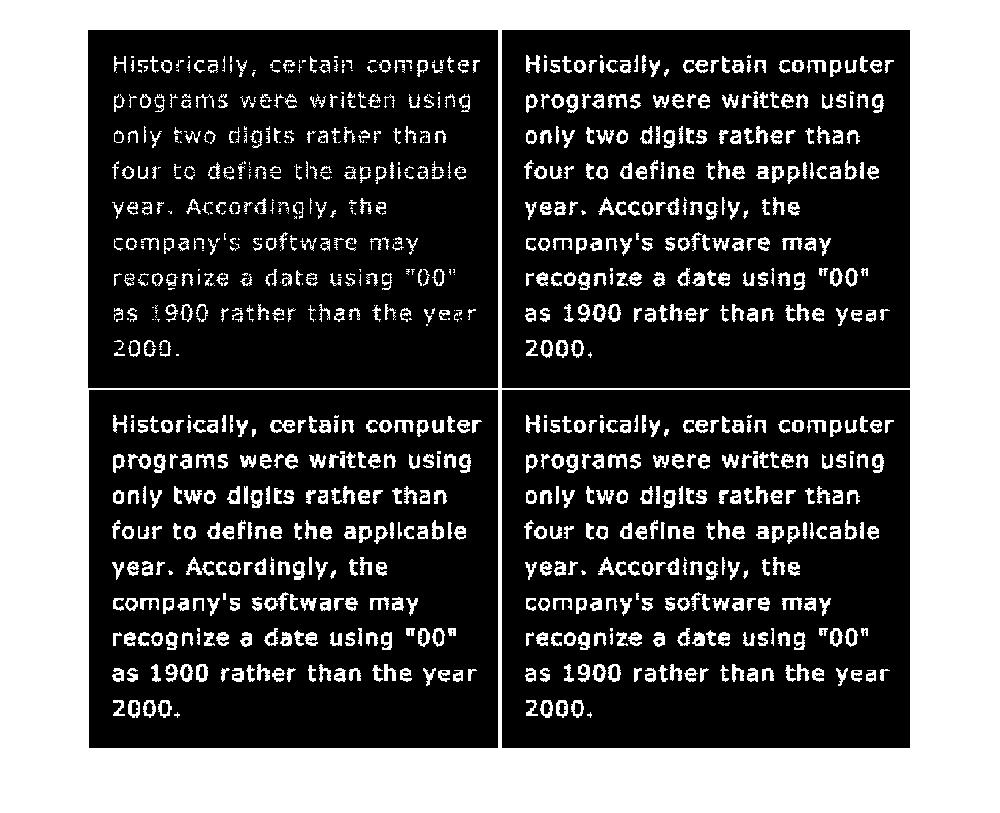 Historically, certain computer
programs were written using
only two digits rather than
four to define the applicable
year. Accordingly, the
company's software may
recognize a date using "00"
as 1900 rather than the year
2000.
Historically, certain computer
programs were written using
only two digits rather than
four to define the applicable
year. Accordingly, the
company's software may
recognize a date using "00"
as 1900 rather than the year
2000.
Historically, certain computer
programs were written using
only two digits rather than
four to define the applicable
year. Accordingly, the
company's software may
recognize a date using "00"
as 1900 rather than the year
2000.
Historically, certain computer
programs were written using
only two digits rather than
four to define the applicable
year. Accordingly, the
company's software may
recognize a date using "00"
as 1900 rather than the year
2000.